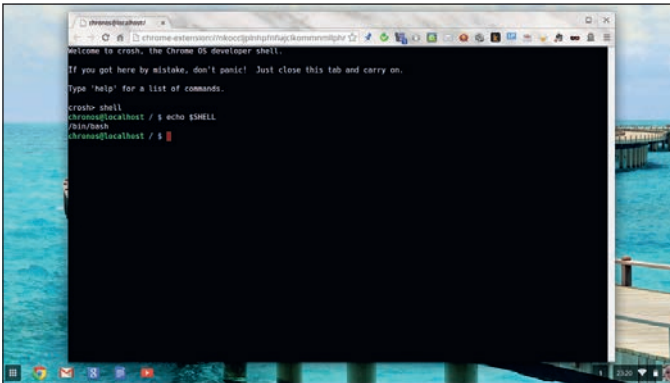 chronos@localhost/
chrome-extension://
Welcome to crosh, the Chrome OS developer shell.
If you got here by mistake, don't panic! Just close this tab and carry on.
Type 'help' for a list of commands.
crosh> shell
chronos@localhost / $ echo $SHELL
/bin/bash
chronos@localhost / $
23:20